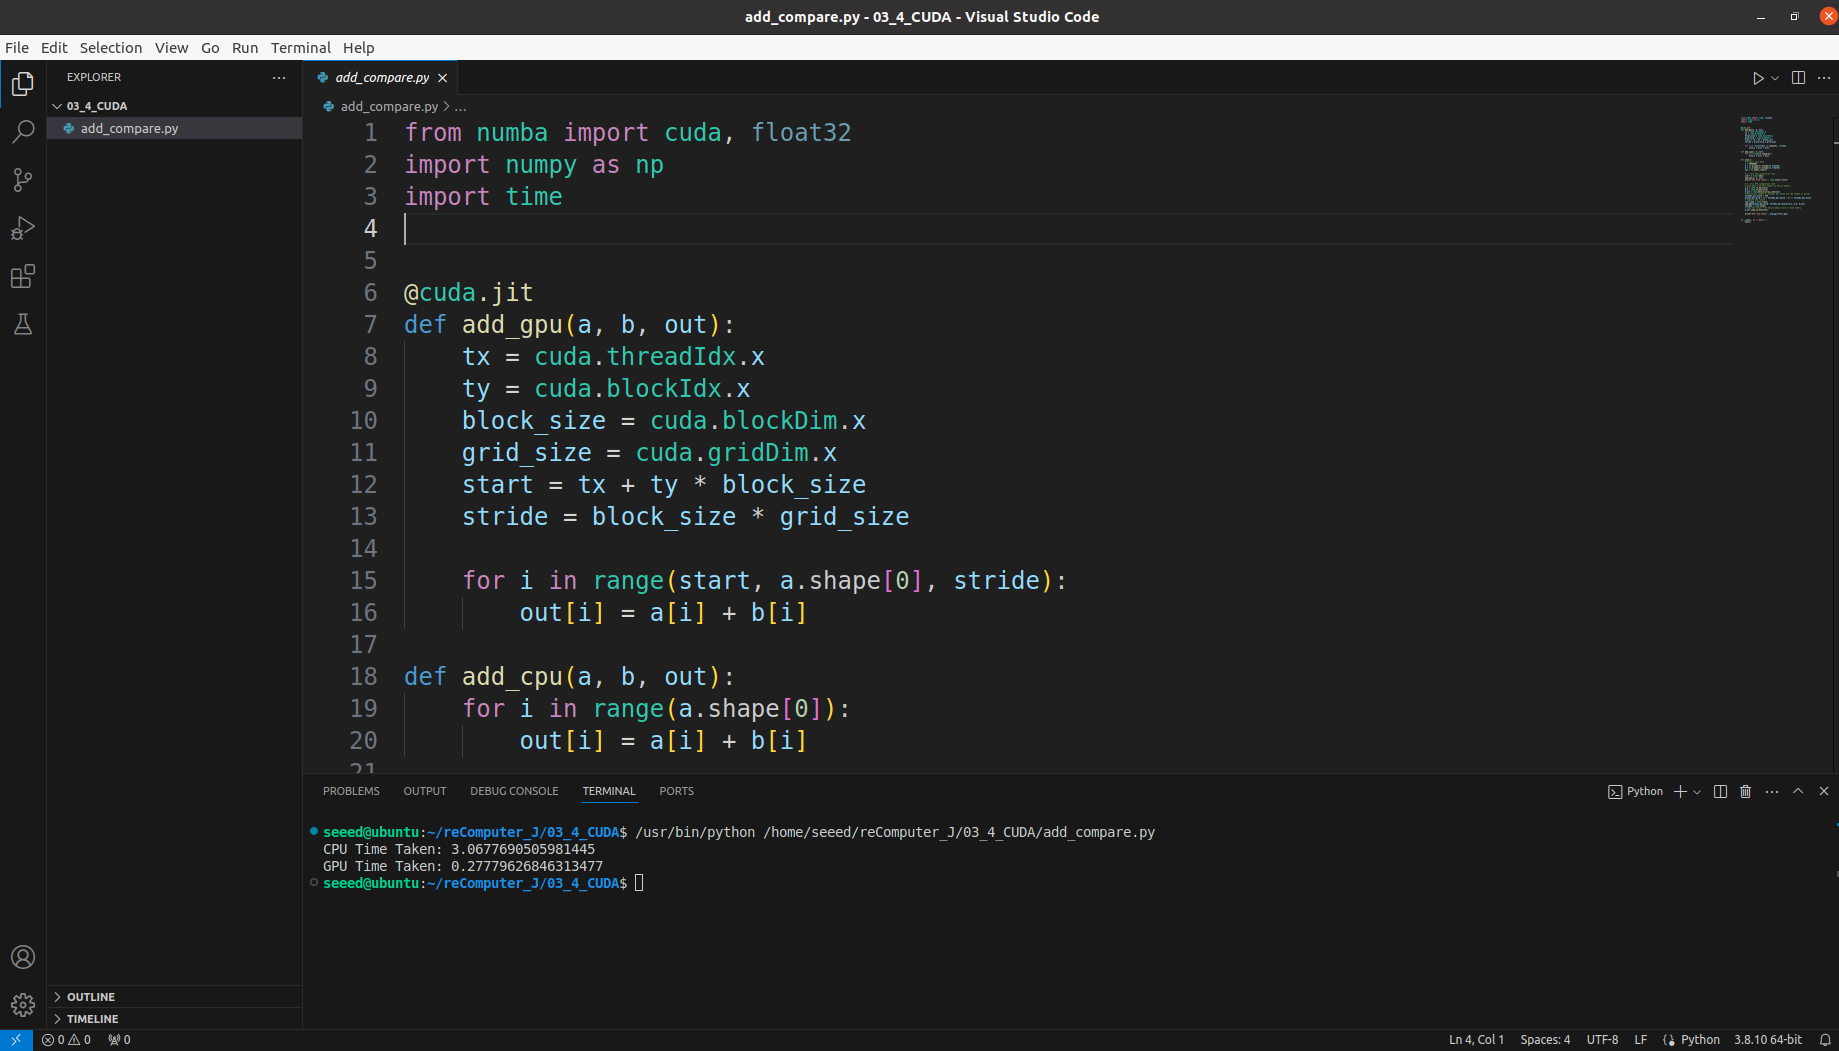 add_compare.py - 03_4_CUDA - Visual Studio Code
File Edit Selection View Go Run Terminal Help
EXPLORER
03_4_CUDA
add_compare.py
add_compare.py
add_compare.py > ...
1 from numba import cuda, float32
2 import numpy as np
3 import time
4
5
6 @cuda.jit
7 def add_gpu(a, b, out):
8     tx = cuda.threadIdx.x
9     ty = cuda.blockIdx.x
10     block_size = cuda.blockDim.x
11     grid_size = cuda.gridDim.x
12     start = tx + ty * block_size
13     stride = block_size * grid_size
14
15     for i in range(start, a.shape[0], stride):
16         out[i] = a[i] + b[i]
17
18 def add_cpu(a, b, out):
19     for i in range(a.shape[0]):
20         out[i] = a[i] + b[i]
21
PROBLEMS OUTPUT DEBUG CONSOLE TERMINAL PORTS
Python
seeed@ubuntu:~/reComputer_J/03_4_CUDA$ /usr/bin/python /home/seeed/reComputer_J/03_4_CUDA/add_compare.py
CPU Time Taken: 3.0677690505981445
GPU Time Taken: 0.27779626846313477
seeed@ubuntu:~/reComputer_J/03_4_CUDA$
OUTLINE
TIMELINE
0 0 0
Ln 4, Col 1 Spaces: 4 UTF-8 LF Python 3.8.10 64-bit